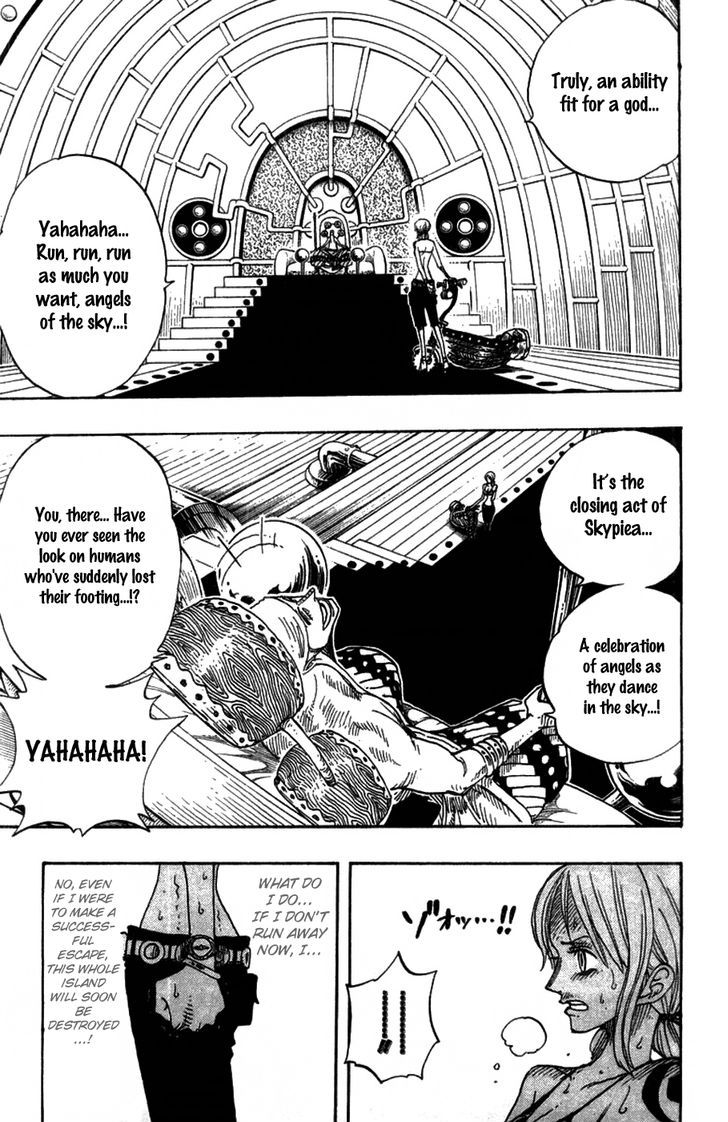 Truly, an ability
fit for a god...
Yahahaha...
Run, run, run
as much you
want, angels
of the sky...!
It's the
closing act of
Skypiea...
You, there... Have
you ever seen the
look on humans
who've suddenly lost
their footing...!?
A celebration
of angels as
they dance
in the sky...!
YAHAHAHA!
ゾオッ…!!
WHAT DO
I DO...
IF I DON'T
RUN AWAY
NOW, I...
NO, EVEN
IF I WERE
TO MAKE A
SUCCESS-
FUL
ESCAPE,
THIS WHOLE
ISLAND
WILL SOON
BE
DESTROYED
...!